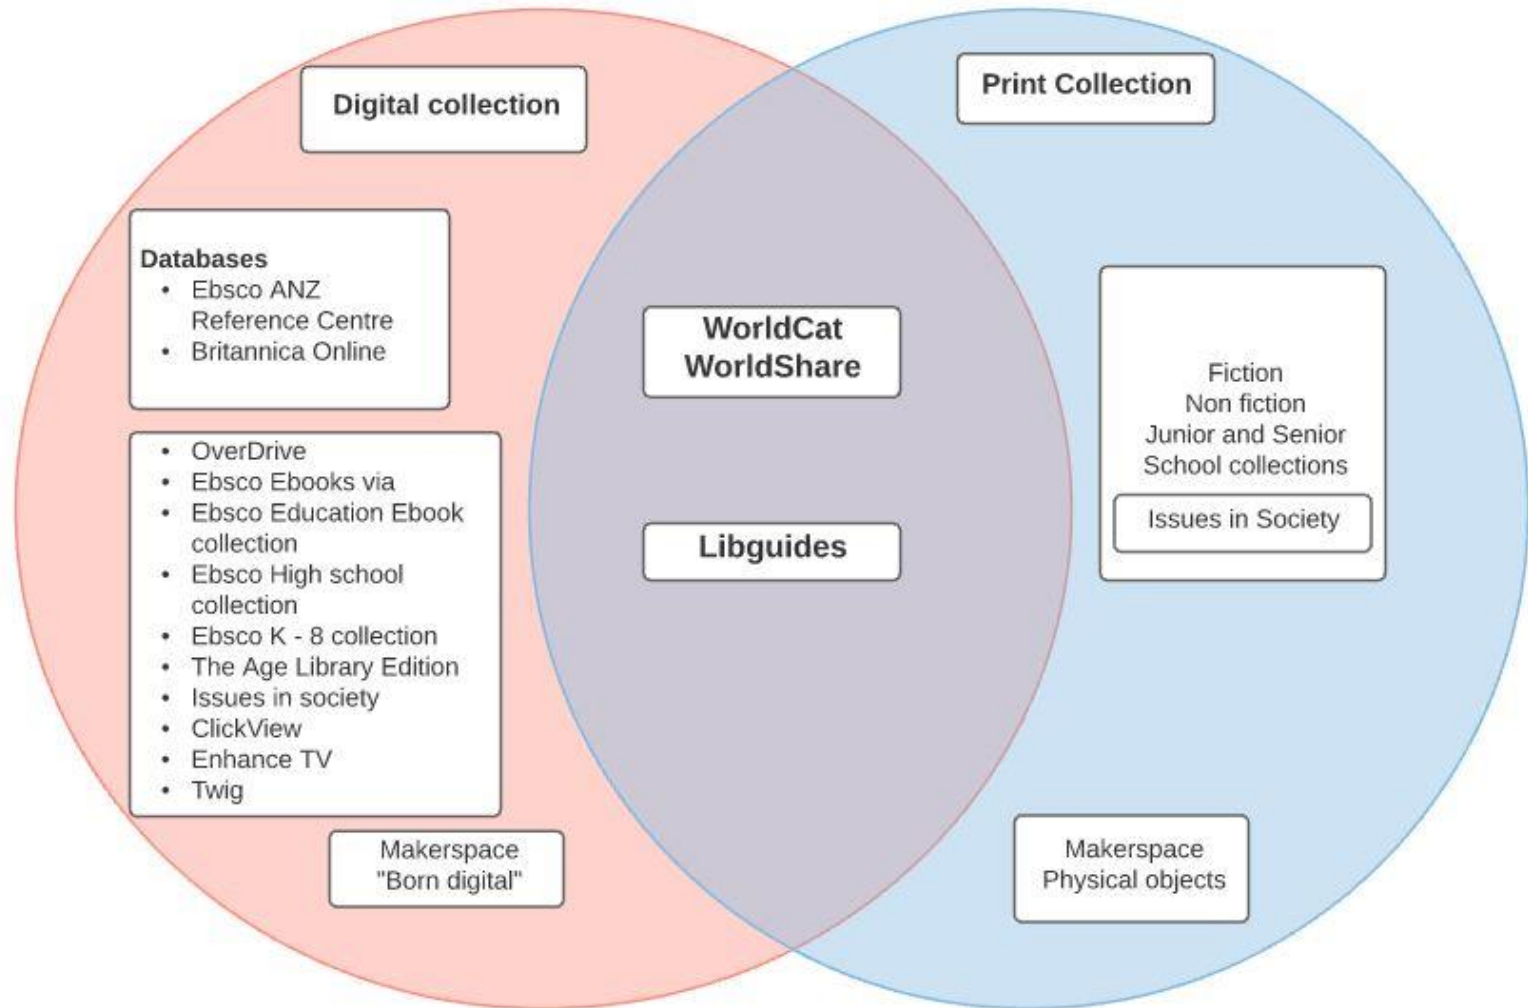 Digital collection
Databases
• Ebsco ANZ
Reference Centre
• Britannica Online
• OverDrive
• Ebsco Ebooks via
• Ebsco Education Ebook
collection
• Ebsco High school
collection
• Ebsco K - 8 collection
• The Age Library Edition
• Issues in society
• ClickView
• Enhance TV
• Twig
Makerspace
"Born digital"
WorldCat
WorldShare
Libguides
Print Collection
Fiction
Non fiction
Junior and Senior
School collections
Issues in Society
Makerspace
Physical objects